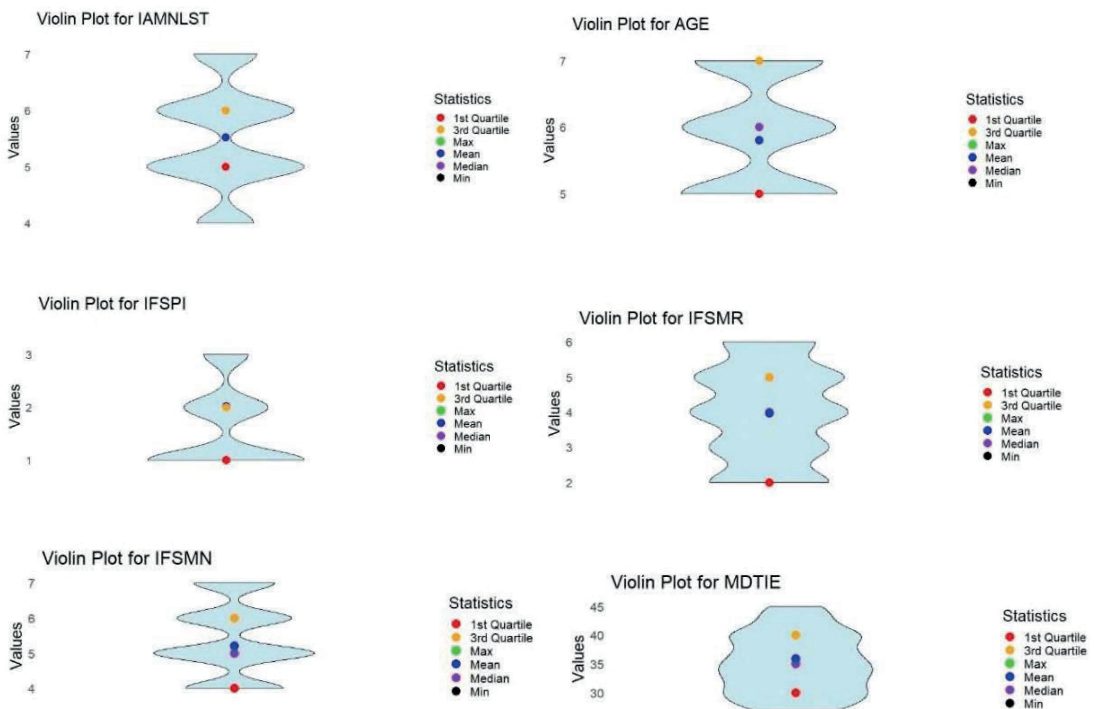 Violin Plot for IAMNLST
7
6
5
4
Values
Statistics
1st Quartile
3rd Quartile
Max
Mean
Median
Min
Violin Plot for AGE
7
6
5
Values
Statistics
1st Quartile
3rd Quartile
Max
Mean
Median
Min
Violin Plot for IFSPI
3
2
1
Values
Statistics
1st Quartile
3rd Quartile
Max
Mean
Median
Min
Violin Plot for IFSMR
6
5
4
3
2
Values
Statistics
1st Quartile
3rd Quartile
Max
Mean
Median
Min
Violin Plot for IFSMN
7
6
5
4
Values
Statistics
1st Quartile
3rd Quartile
Max
Mean
Median
Min
Violin Plot for MDTIE
45
40
35
30
Values
Statistics
1st Quartile
3rd Quartile
Max
Mean
Median
Min